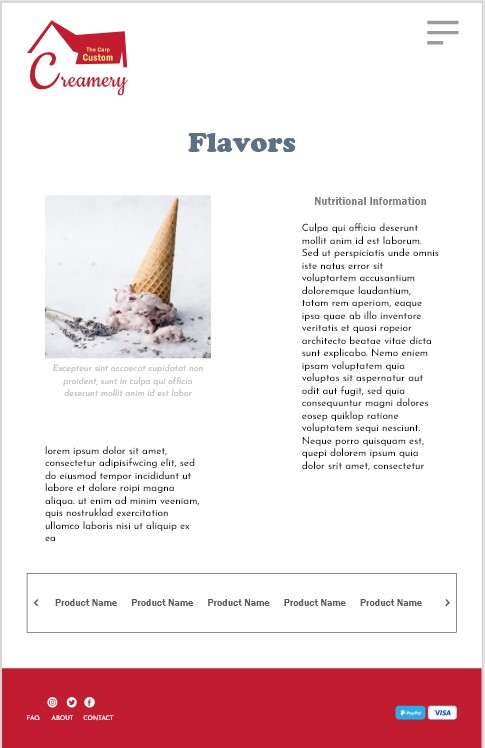 The Carp
Custom
Creamery
Flavors
Excepteur sint occaecat cupidatat non
proident, sunt in culpa qui officia
deserunt mollit anim id est labor
lorem ipsum dolor sit amet,
consectetur adipisifwcing elit, sed
do eiusmod tempor incididunt ut
labore et dolore roipi magna
aliqua. ut enim ad minim veeniam,
quis nostruklad exercitation
ullamco laboris nisi ut aliquip ex
ea
Nutritional Information
Culpa qui officia deserunt
mollit anim id est laborum.
Sed ut perspiciatis unde omnis
iste natus error sit
voluptartem accusantium
doloremque laudantium,
totam rem aperiam, eaque
ipsa quae ab illo inventore
veritatis et quasi ropeior
architecto beatae vitae dicta
sunt explicabo. Nemo eniem
ipsam voluptatem quia
voluptas sit aspernatur aut
odit aut fugit, sed quia
consequuntur magni dolores
eosep quiklop ratione
voluptatem sequi nesciunt.
Neque porro quisquam est,
quepi dolorem ipsum quia
dolor srit amet, consectetur
Product Name Product Name Product Name Product Name Product Name
FAQ ABOUT CONTACT
PayPal VISA